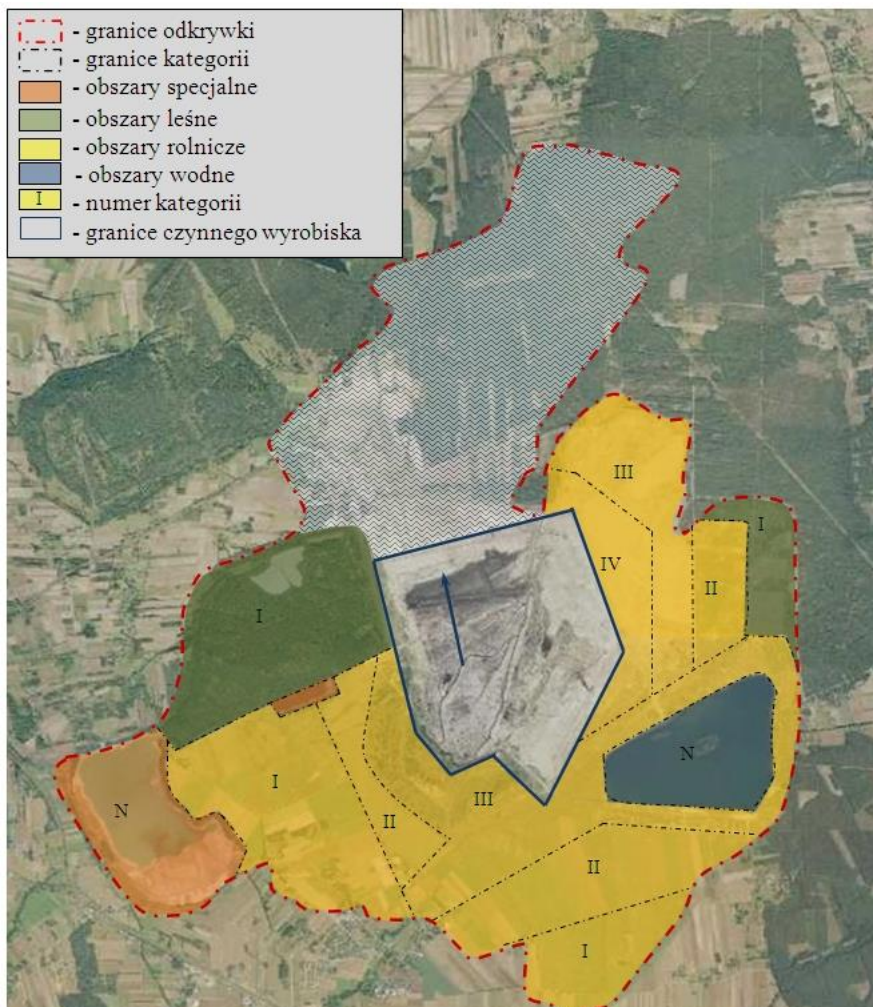 - granice odkrywki
- granice kategorii
- obszary specjalne
- obszary leśne
- obszary rolnicze
- obszary wodne
I - numer kategorii
- granice czynnego wyrobiska
III
I
IV
II
I
N
I
N
III
II
II
I